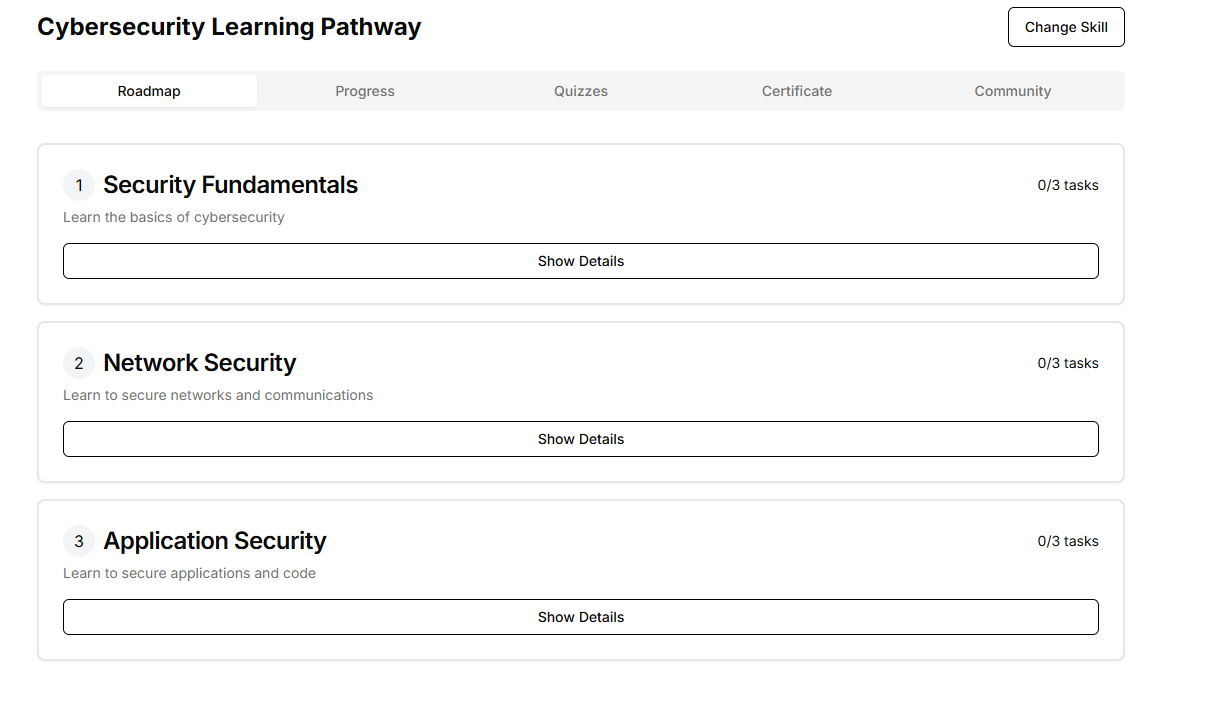 Cybersecurity Learning Pathway
Change Skill
Roadmap Progress Quizzes Certificate Community
1 Security Fundamentals 0/3 tasks
Learn the basics of cybersecurity
Show Details
2 Network Security 0/3 tasks
Learn to secure networks and communications
Show Details
3 Application Security 0/3 tasks
Learn to secure applications and code
Show Details